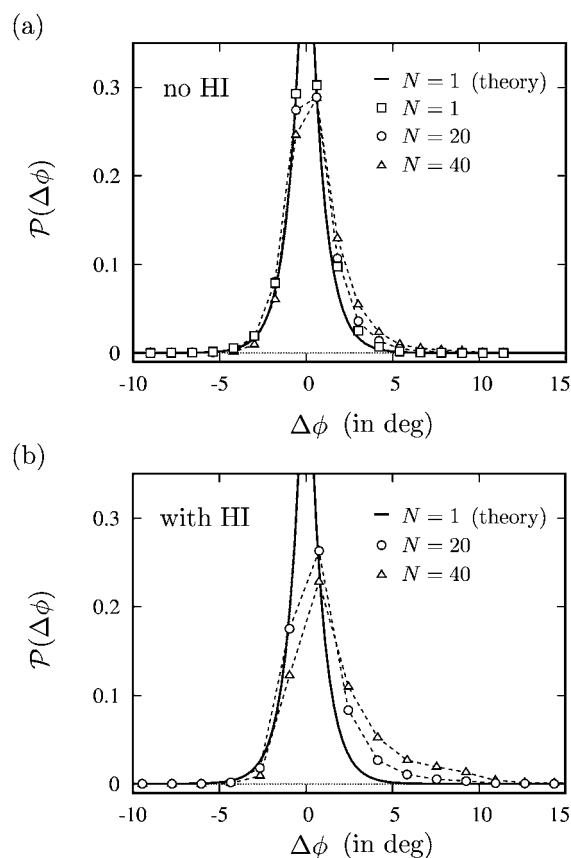 (a)
0.3
0.2
0.1
0
no HI
N = 1 (theory)
N = 1
N = 20
N = 40
P(Δϕ)
-10 -5 0 5 10 15
Δϕ (in deg)
(b)
0.3
0.2
0.1
0
with HI
N = 1 (theory)
N = 20
N = 40
P(Δϕ)
-10 -5 0 5 10 15
Δϕ (in deg)